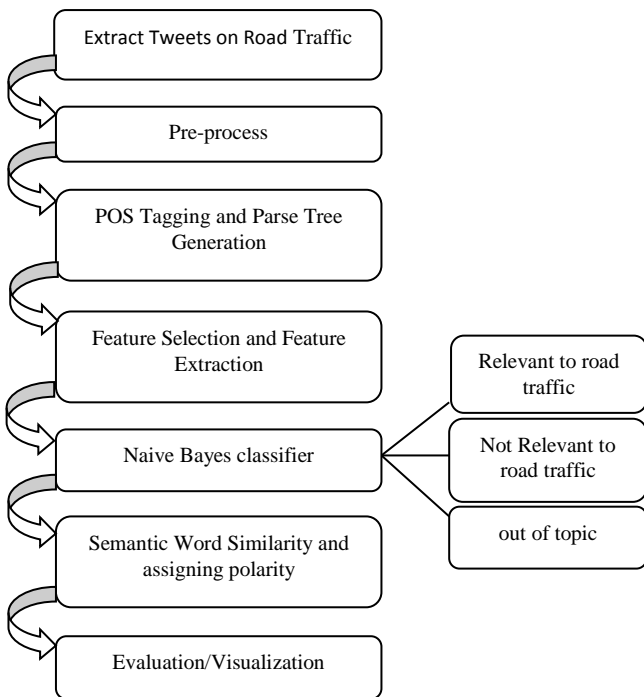 Extract Tweets on Road Traffic
Pre-process
POS Tagging and Parse Tree
Generation
Feature Selection and Feature
Extraction
Relevant to road
traffic
Naive Bayes classifier
Not Relevant to
road traffic
out of topic
Semantic Word Similarity and
assigning polarity
Evaluation/Visualization